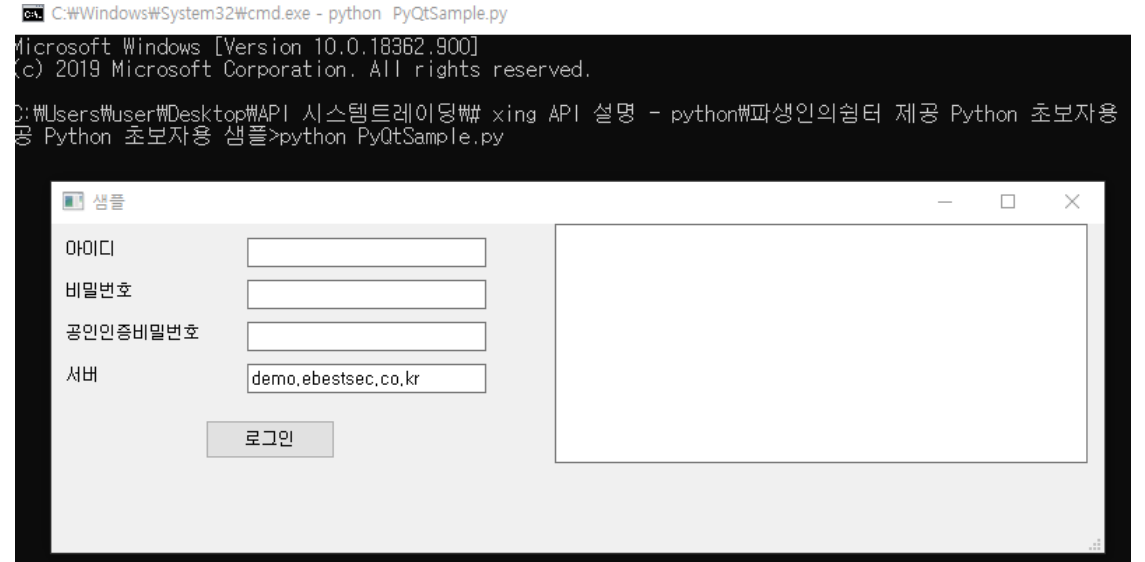 C:₩Windows₩System32₩cmd.exe - python  PyQtSample.py
Microsoft Windows [Version 10.0.18362.900]
(c) 2019 Microsoft Corporation. All rights reserved.
C:₩Users₩user₩Desktop₩API 시스템트레이딩₩# xing API 설명 - python₩파생인의쉼터 제공 Python 초보자용
공 Python 초보자용 샘플>python PyQtSample.py
샘플
아이디
비밀번호
공인인증비밀번호
서버
demo.ebestsec.co.kr
로그인